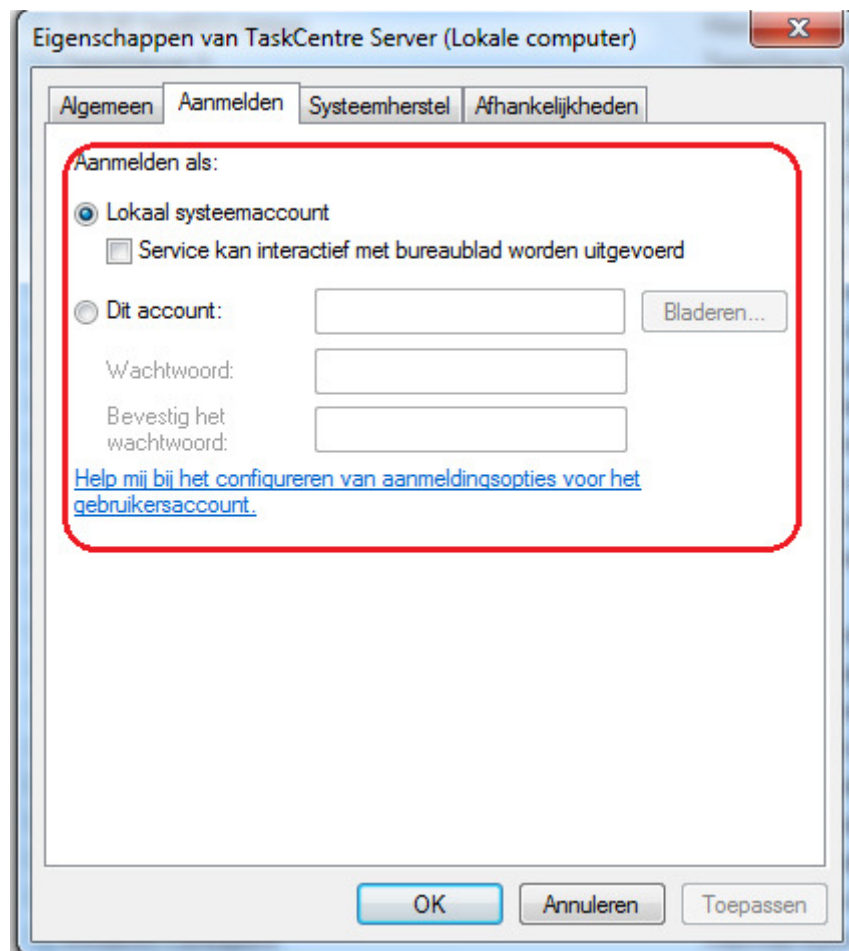 Eigenschappen van TaskCentre Server (Lokale computer)
Algemeen Aanmelden Systeemherstel Afhankelijkheden
Aanmelden als:
Lokaal systeemaccount
Service kan interactief met bureaublad worden uitgevoerd
Dit account: Bladeren...
Wachtwoord:
Bevestig het
wachtwoord:
Help mij bij het configureren van aanmeldingsopties voor het
gebruikersaccount.
OK Annuleren Toepassen